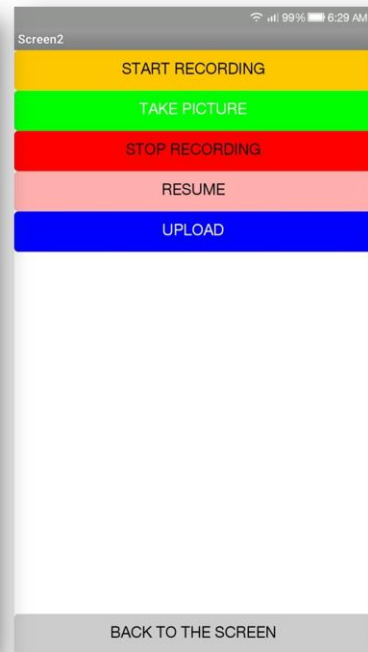 99% 6:29 AM
Screen2
START RECORDING
TAKE PICTURE
STOP RECORDING
RESUME
UPLOAD
BACK TO THE SCREEN